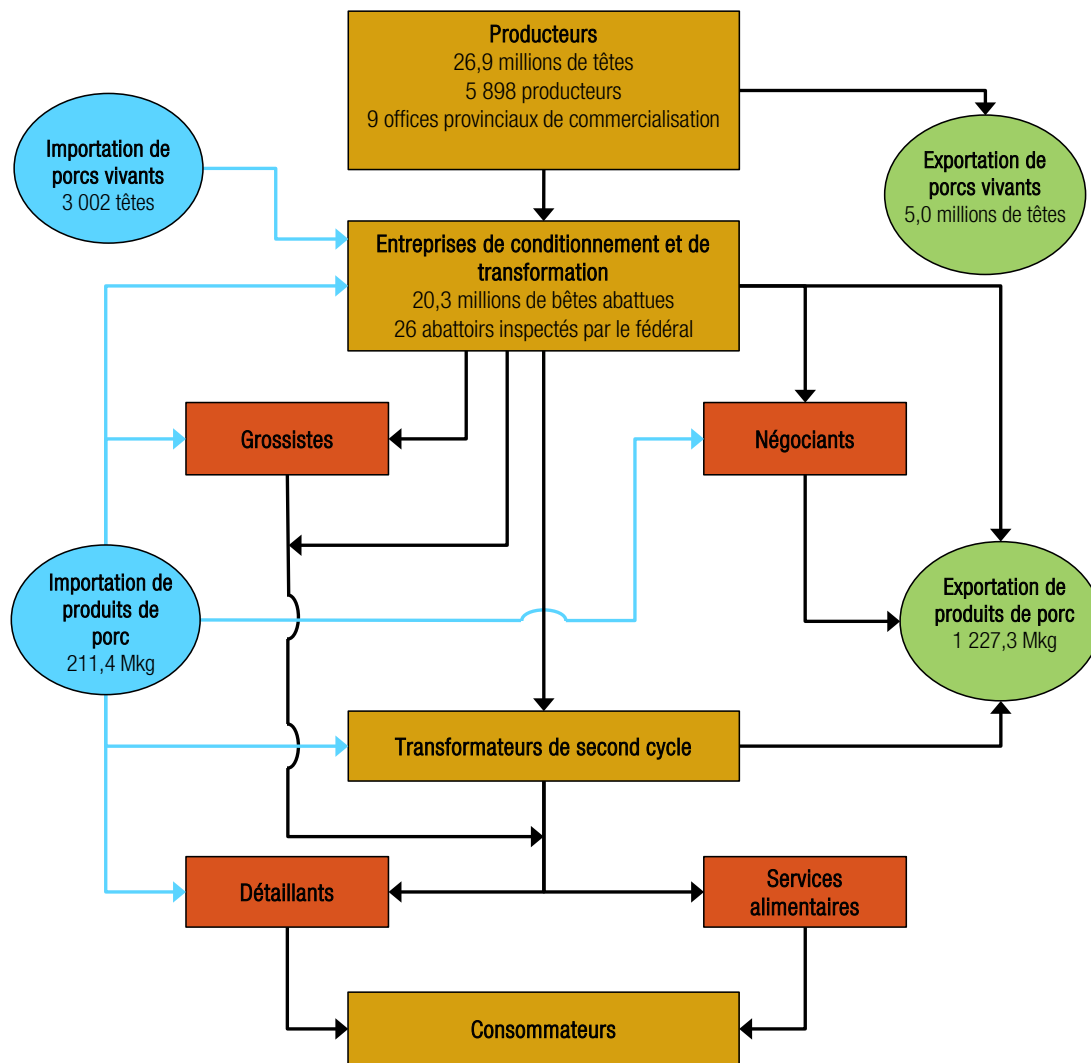 Producteurs
26,9 millions de têtes
5 898 producteurs
9 offices provinciaux de commercialisation
Importation de
porcs vivants
3 002 têtes
Exportation de
porcs vivants
5,0 millions de têtes
Entreprises de conditionnement et de
transformation
20,3 millions de bêtes abattues
26 abattoirs inspectés par le fédéral
Grossistes
Négociants
Importation de
produits de
porc
211,4 Mkg
Exportation de
produits de porc
1 227,3 Mkg
Transformateurs de second cycle
Détaillants
Services
alimentaires
Consommateurs